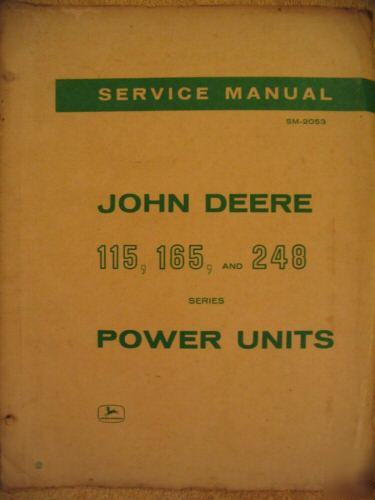 SERVICE MANUAL
SM-2053
JOHN DEERE
115, 165, AND 248
SERIES
POWER UNITS